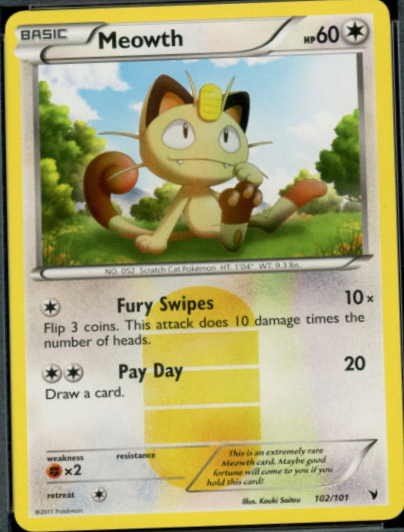 BASIC Meowth HP60
NO. 052 Scratch Cat Pokémon HT: 1'04" WT: 9.3 lbs.
Fury Swipes 10×
Flip 3 coins. This attack does 10 damage times the
number of heads.
Pay Day 20
Draw a card.
weakness resistance
×2
This is an extremely rare
Meowth card. Maybe good
fortune will come to you if you
hold this card!
retreat
Illus. Kouki Saitou 102/101
©2011 Pokémon